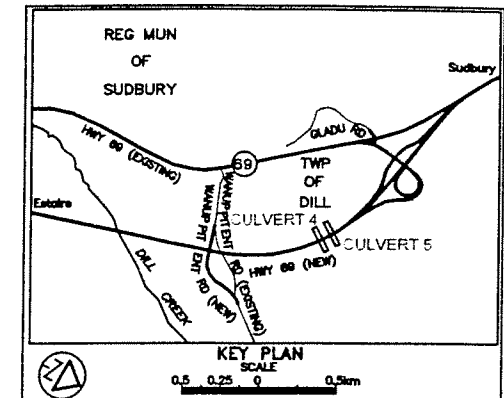 REG MUN
OF
SUDBURY
Sudbury
GLADU RD
HWY 69 (EXISTING)
69
TWP
OF
DILL
WANUP PIT ENT RD (NEW)
WANUP PIT ENT RD (EXISTING)
Estaire
CULVERT 4
CULVERT 5
HWY 69 (NEW)
DILL CREEK
KEY PLAN
SCALE
0.5 0.25 0 0.5km